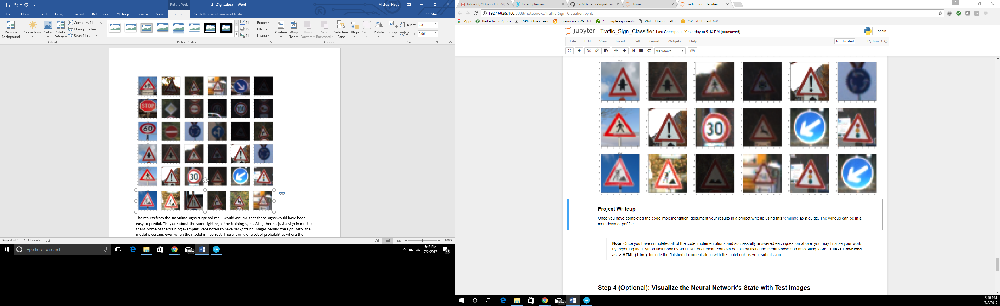 Picture Tools
TrafficSigns.docx - Word
Michael Floyd
File Home Insert Design Layout References Mailings Review View Format Tell me what you want to do Share
Remove Background
Corrections
Color
Artistic Effects
Compress Pictures
Change Picture
Reset Picture
Adjust
Picture Styles
Picture Border
Picture Effects
Picture Layout
Position
Wrap Text
Bring Forward
Send Backward
Selection Pane
Align
Group
Rotate
Arrange
Crop
Height: 0.8"
Width: 5.06"
Size
STOP
100
60
30
The results from the six online signs surprised me. I would assume that those signs would have been
easy to predict. They are about the same lighting as the training signs. Also, there is just a sign in most of
them. Some of the training examples were noted to have background images behind the sign. Also, the
model is certain, even when the model is incorrect. There is only one set of probabilities where the
Page 4 of 4 1033 words
100%
Type here to search
99+
5:48 PM
7/2/2017
21
Inbox (8,740) - mdf3039
Udacity Reviews
CarND-Traffic-Sign-Class
Home
Traffic_Sign_Classifier
192.168.99.100:8888/notebooks/Traffic_Sign_Classifier.ipynb
Apps
Basketball - Vipbox
ESPN 2 live stream
Solarmovie - Watch F
7.1 Simple exponenti
Watch Dragon Ball S
AWSEd_Student_AWS
jupyter Traffic_Sign_Classifier Last Checkpoint: Yesterday at 5:18 PM (autosaved)
Logout
File Edit View Insert Cell Kernel Widgets Help
Not Trusted
Python 3
Markdown
Actual
Actual
30
Actual
Project Writeup
Once you have completed the code implementation, document your results in a project writeup using this template as a guide. The writeup can be in a
markdown or pdf file.
Note: Once you have completed all of the code implementations and successfully answered each question above, you may finalize your work
by exporting the iPython Notebook as an HTML document. You can do this by using the menu above and navigating to \n", "File -> Download
as -> HTML (.html). Include the finished document along with this notebook as your submission.
Step 4 (Optional): Visualize the Neural Network's State with Test Images
99+
5:48 PM
7/2/2017